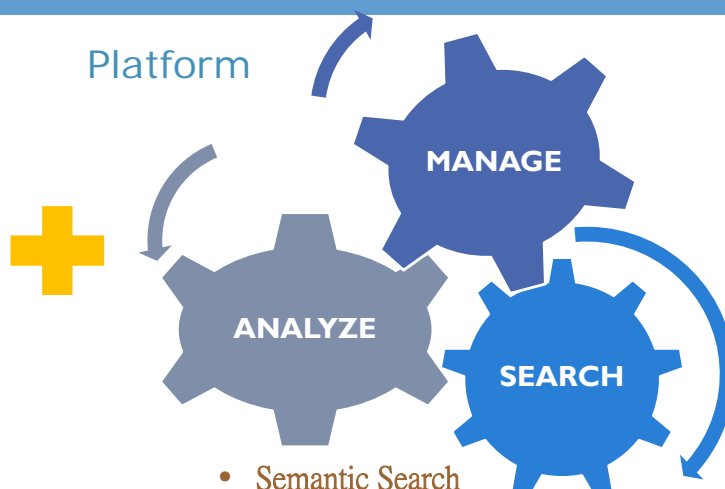 Platform
MANAGE
ANALYZE
SEARCH
• Semantic Search